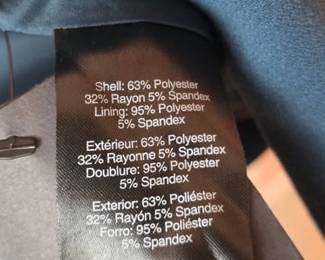 Shell: 63% Polyester
32% Rayon 5% Spandex
Lining: 95% Polyester
5% Spandex
Extérieur: 63% Polyester
32% Rayonne 5% Spandex
Doublure: 95% Polyester
5% Spandex
Exterior: 63% Poliéster
32% Rayón 5% Spandex
Forro: 95% Poliéster
5% Spandex